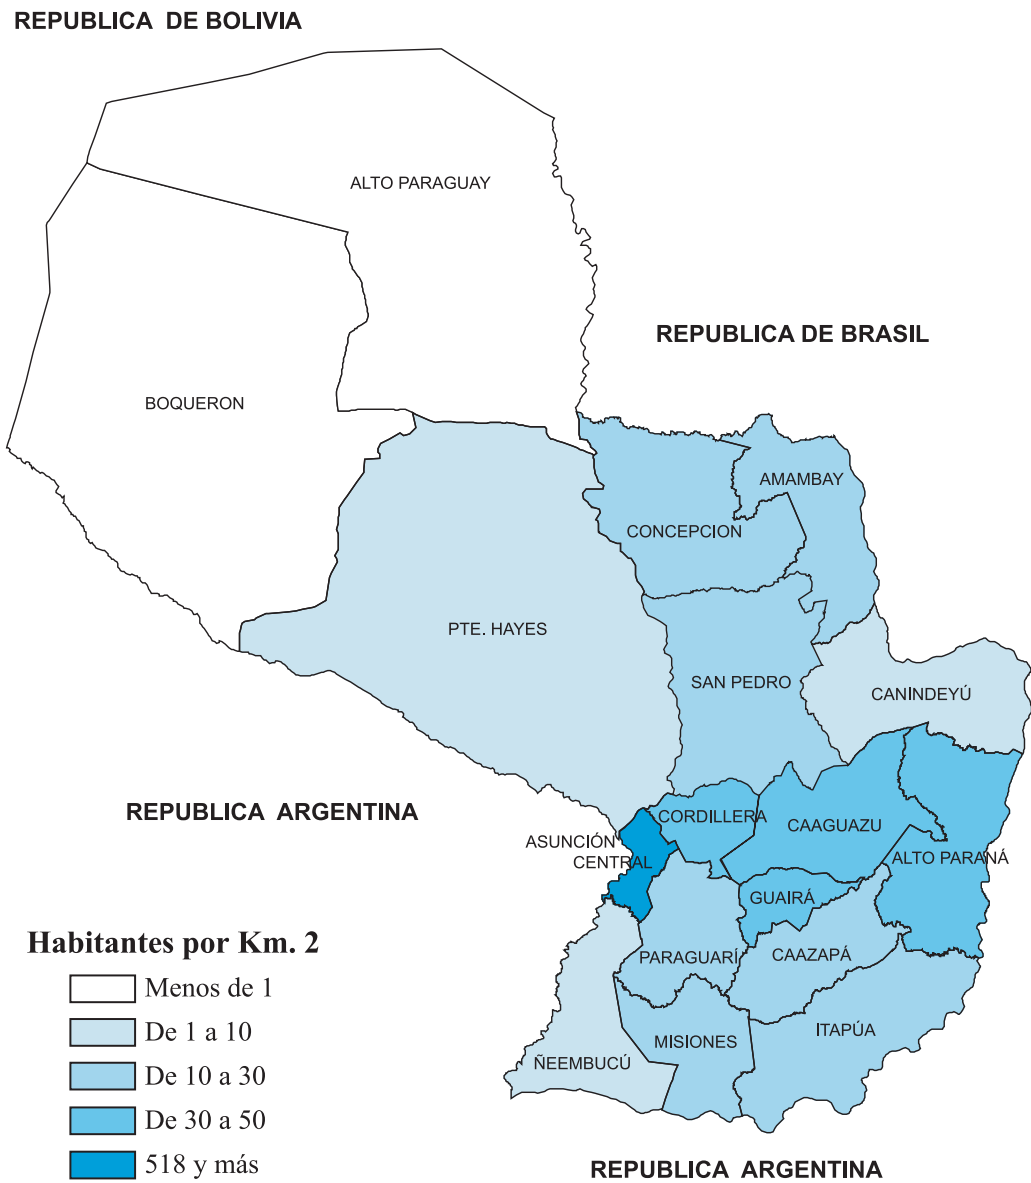 REPUBLICA DE BOLIVIA
ALTO PARAGUAY
REPUBLICA DE BRASIL
BOQUERON
AMAMBAY
CONCEPCION
PTE. HAYES
SAN PEDRO
CANINDEYÚ
REPUBLICA ARGENTINA
CORDILLERA
CAAGUAZU
ASUNCIÓN
CENTRAL
ALTO PARANÁ
GUAIRÁ
PARAGUARÍ
CAAZAPÁ
ITAPÚA
MISIONES
ÑEEMBUCÚ
Habitantes por Km. 2
Menos de 1
De 1 a 10
De 10 a 30
De 30 a 50
518 y más
REPUBLICA ARGENTINA